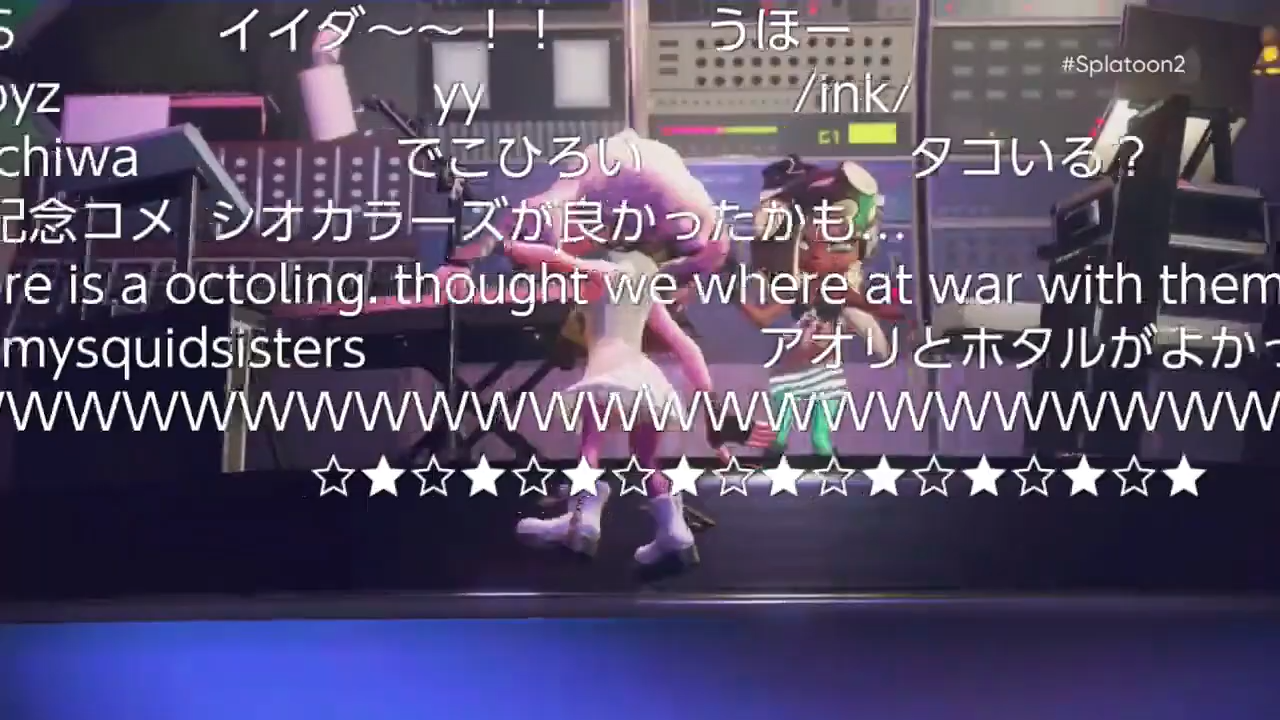 S イイダ～～！！ うほー
#Splatoon2
oyz yy /ink/
chiwa でこひろい タコいる？
記念コメ シオカラーズが良かったかも...
re is a octoling. thought we where at war with them
mysquidsisters アオリとホタルがよかっ
WWWWWWWWWWWWWWWWWWWWWWWWWWWWWWWWWWWW
☆★☆★☆★☆★☆★☆★☆★☆★☆★